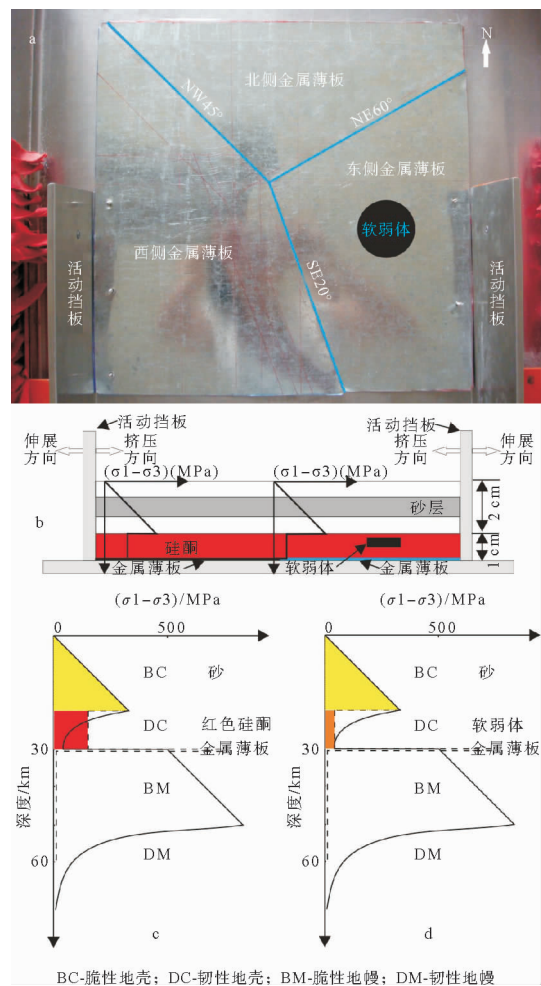 a
N
北侧金属薄板
NW45°
NE60°
东侧金属薄板
软弱体
西侧金属薄板
SE20°
活动挡板
活动挡板
活动挡板
活动挡板
伸展方向
挤压方向
挤压方向
伸展方向
(σ1-σ3)(MPa)
(σ1-σ3)(MPa)
b
砂层
2 cm
硅酮
1 cm
金属薄板
软弱体
金属薄板
(σ1-σ3)/MPa
(σ1-σ3)/MPa
0 500
0 500
BC 砂
BC 砂
DC 红色硅酮
DC 软弱体
金属薄板
金属薄板
30
30
深度/km
深度/km
BM
BM
60
60
DM
DM
c
d
BC-脆性地壳；DC-韧性地壳；BM-脆性地幔；DM-韧性地幔